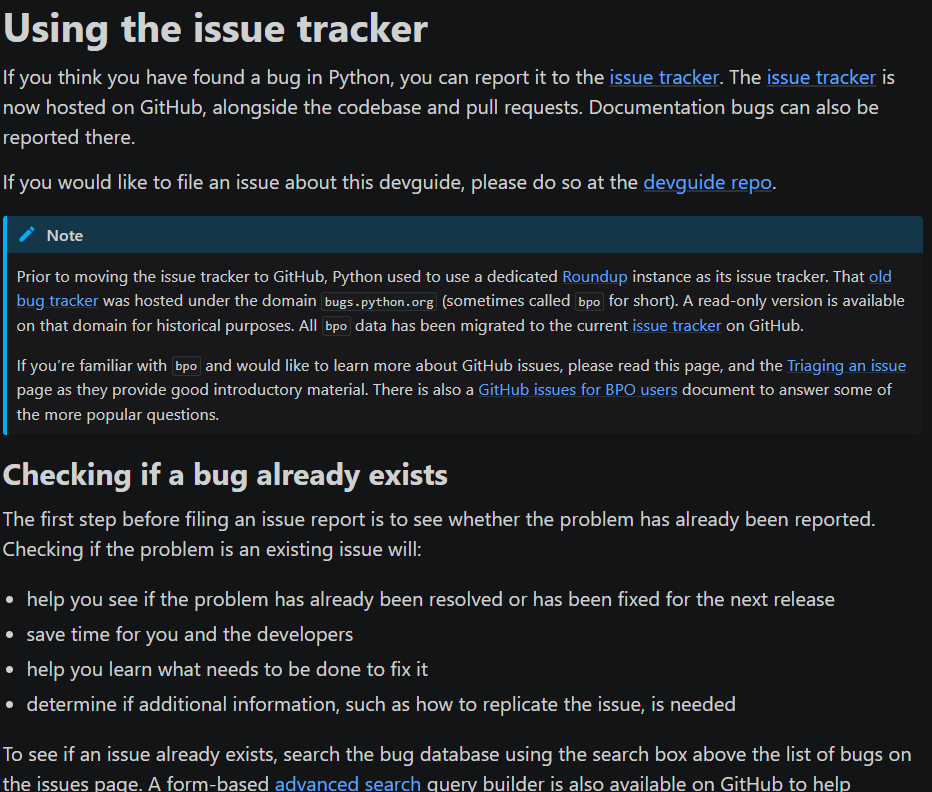 Using the issue tracker
If you think you have found a bug in Python, you can report it to the issue tracker. The issue tracker is
now hosted on GitHub, alongside the codebase and pull requests. Documentation bugs can also be
reported there.
If you would like to file an issue about this devguide, please do so at the devguide repo.
Note
Prior to moving the issue tracker to GitHub, Python used to use a dedicated Roundup instance as its issue tracker. That old
bug tracker was hosted under the domain bugs.python.org (sometimes called bpo for short). A read-only version is available
on that domain for historical purposes. All bpo data has been migrated to the current issue tracker on GitHub.
If you’re familiar with bpo and would like to learn more about GitHub issues, please read this page, and the Triaging an issue
page as they provide good introductory material. There is also a GitHub issues for BPO users document to answer some of
the more popular questions.
Checking if a bug already exists
The first step before filing an issue report is to see whether the problem has already been reported.
Checking if the problem is an existing issue will:
• help you see if the problem has already been resolved or has been fixed for the next release
• save time for you and the developers
• help you learn what needs to be done to fix it
• determine if additional information, such as how to replicate the issue, is needed
To see if an issue already exists, search the bug database using the search box above the list of bugs on
the issues page. A form-based advanced search query builder is also available on GitHub to help